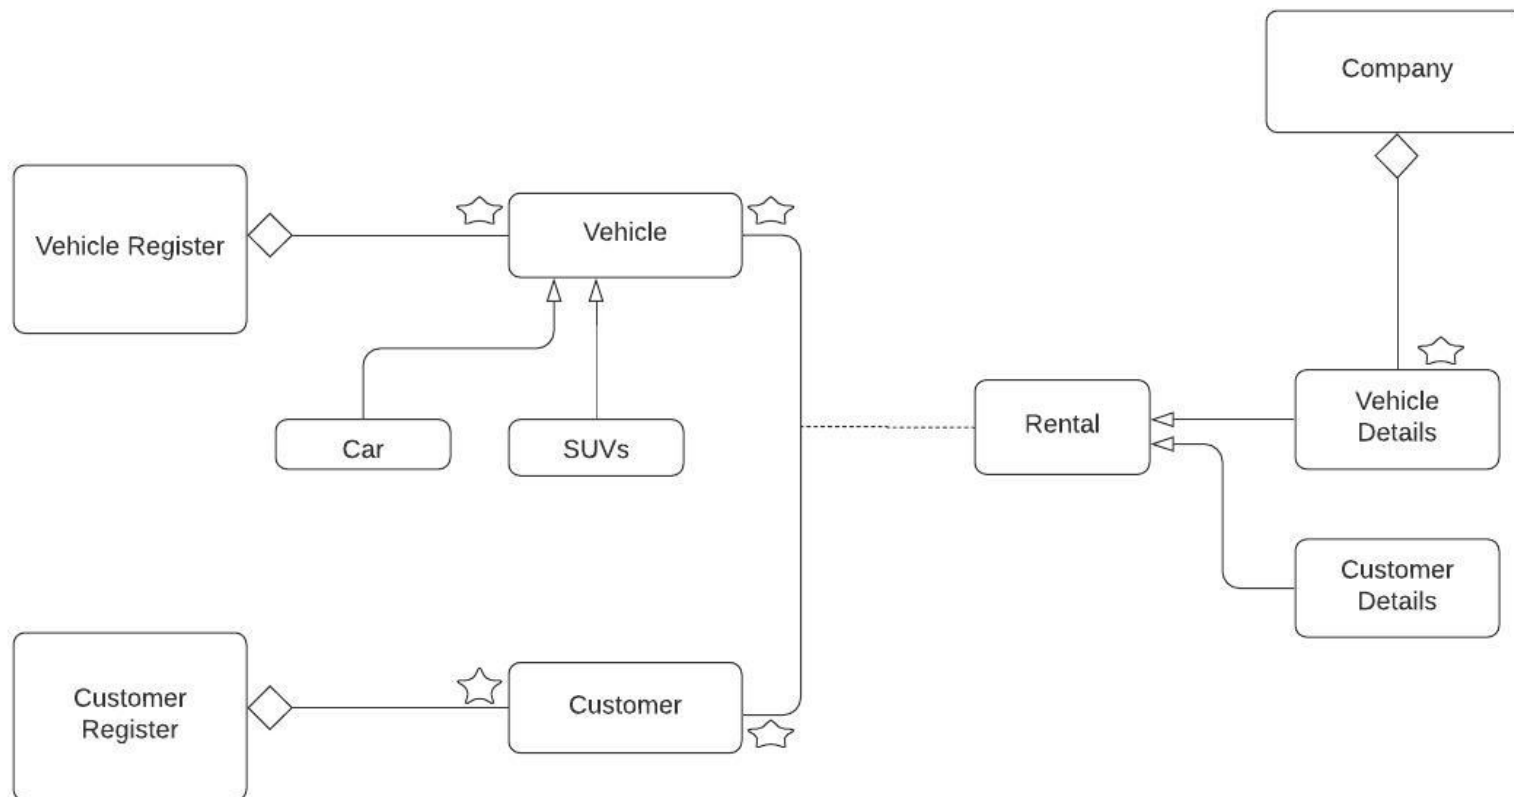 Company
Vehicle Register
Vehicle
Car
SUVs
Rental
Vehicle
Details
Customer
Details
Customer
Register
Customer